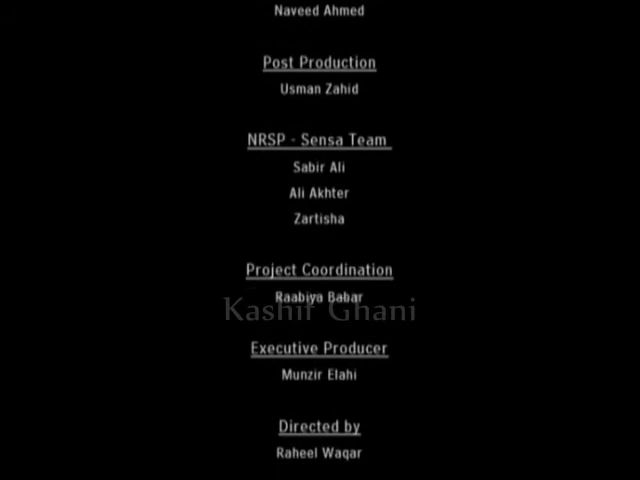 Naveed Ahmed
Post Production
Usman Zahid
NRSP - Sensa Team
Sabir Ali
Ali Akhter
Zartisha
Project Coordination
Raabiya Babar
Kashif Ghani
Executive Producer
Munzir Elahi
Directed by
Raheel Waqar